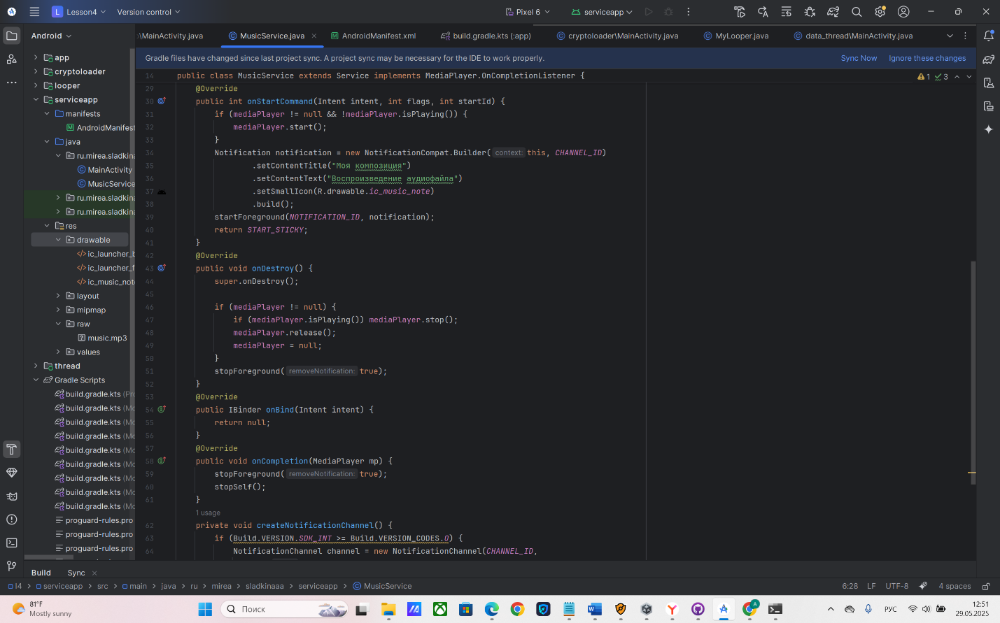 L Lesson4 Version control Pixel 6 serviceapp
Android
\MainActivity.java MusicService.java AndroidManifest.xml build.gradle.kts (:app) cryptoloader\MainActivity.java MyLooper.java data_thread\MainActivity.java
Gradle files have changed since last project sync. A project sync may be necessary for the IDE to work properly. Sync Now Ignore these changes
app
cryptoloader
looper
serviceapp
manifests
AndroidManifest
java
ru.mirea.sladkina
MainActivity
MusicService
ru.mirea.sladkina
ru.mirea.sladkina
res
drawable
ic_launcher_b
ic_launcher_f
ic_music_not
layout
mipmap
raw
music.mp3
values
thread
Gradle Scripts
build.gradle.kts (Pr
build.gradle.kts (Mo
build.gradle.kts (Mo
build.gradle.kts (Mo
build.gradle.kts (Mo
build.gradle.kts (Mo
build.gradle.kts (Mo
build.gradle.kts (Mo
build.gradle.kts (Mo
proguard-rules.pro
proguard-rules.pro
proguard-rules.pro
14 public class MusicService extends Service implements MediaPlayer.OnCompletionListener {
1 3
29 @Override
30 public int onStartCommand(Intent intent, int flags, int startId) {
31 if (mediaPlayer != null && !mediaPlayer.isPlaying()) {
32 mediaPlayer.start();
33 }
34 Notification notification = new NotificationCompat.Builder( context: this, CHANNEL_ID)
35 .setContentTitle("Моя композиция")
36 .setContentText("Воспроизведение аудиофайла")
37 .setSmallIcon(R.drawable.ic_music_note)
38 .build();
39 startForeground(NOTIFICATION_ID, notification);
40 return START_STICKY;
41 }
42 @Override
43 public void onDestroy() {
44 super.onDestroy();
45
46 if (mediaPlayer != null) {
47 if (mediaPlayer.isPlaying()) mediaPlayer.stop();
48 mediaPlayer.release();
49 mediaPlayer = null;
50 }
51 stopForeground( removeNotification: true);
52 }
53 @Override
54 public IBinder onBind(Intent intent) {
55 return null;
56 }
57 @Override
58 public void onCompletion(MediaPlayer mp) {
59 stopForeground( removeNotification: true);
60 stopSelf();
61 }
1 usage
62 private void createNotificationChannel() {
63 if (Build.VERSION.SDK_INT >= Build.VERSION_CODES.O) {
64 NotificationChannel channel = new NotificationChannel(CHANNEL_ID,
Build Sync
l4 serviceapp src main java ru mirea sladkinaaa serviceapp MusicService 6:28 LF UTF-8 4 spaces
81°F
Mostly sunny
Поиск
РУС
12:51
29.05.2025